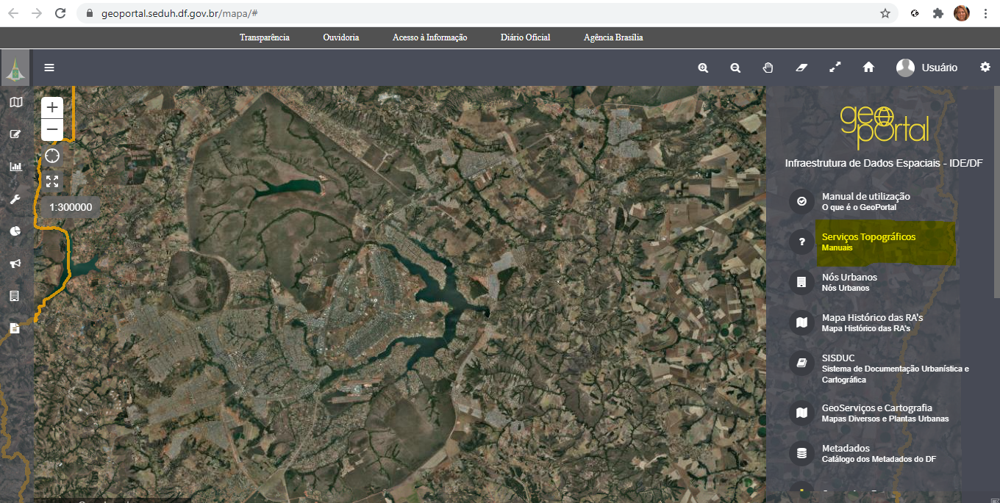 geoportal.seduh.df.gov.br/mapa/#
Transparência Ouvidoria Acesso à Informação Diário Oficial Agência Brasília
Usuário
+
−
1:300000
geo
portal
Infraestrutura de Dados Espaciais - IDE/DF
Manual de utilização
O que é o GeoPortal
?
Serviços Topográficos
Manuais
Nós Urbanos
Nós Urbanos
Mapa Histórico das RA's
Mapa Histórico das RA's
SISDUC
Sistema de Documentação Urbanística e
Cartográfica
GeoServiços e Cartografia
Mapas Diversos e Plantas Urbanas
Metadados
Catálogo dos Metadados do DF